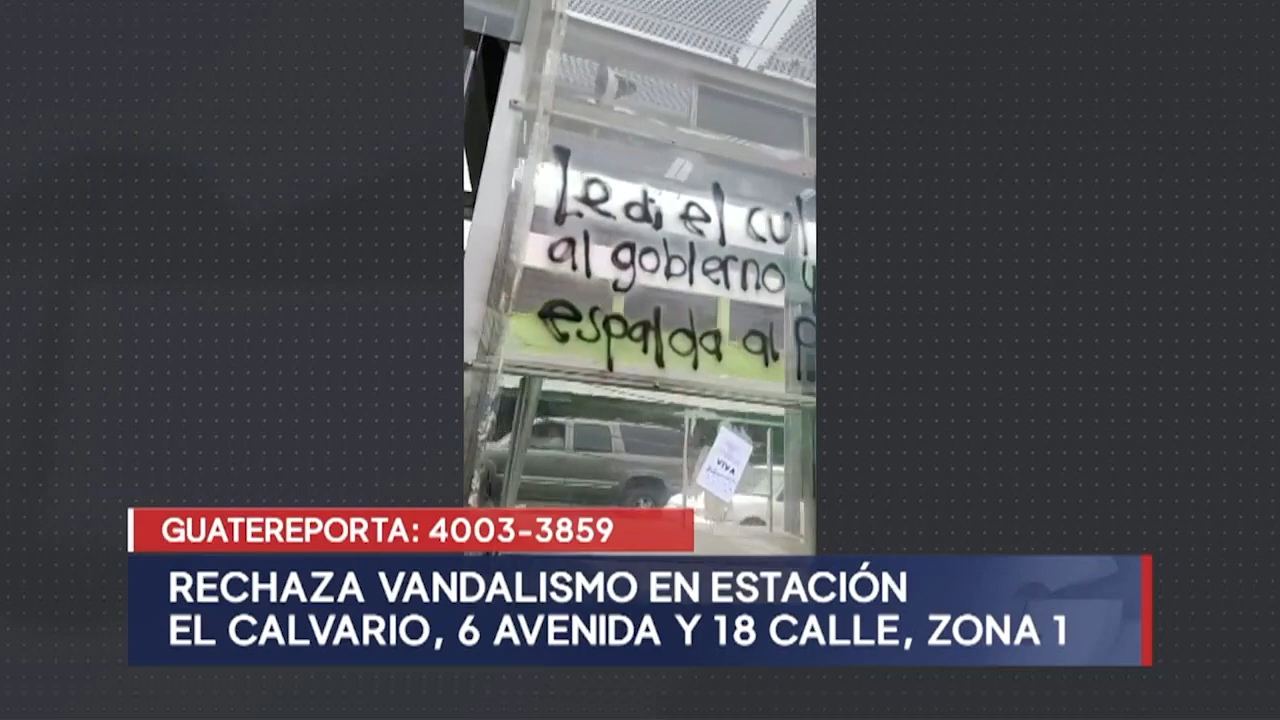 Le di el cul
al gobierno y
espalda al p
VIVA
GUATEREPORTA: 4003-3859
RECHAZA VANDALISMO EN ESTACIÓN
EL CALVARIO, 6 AVENIDA Y 18 CALLE, ZONA 1